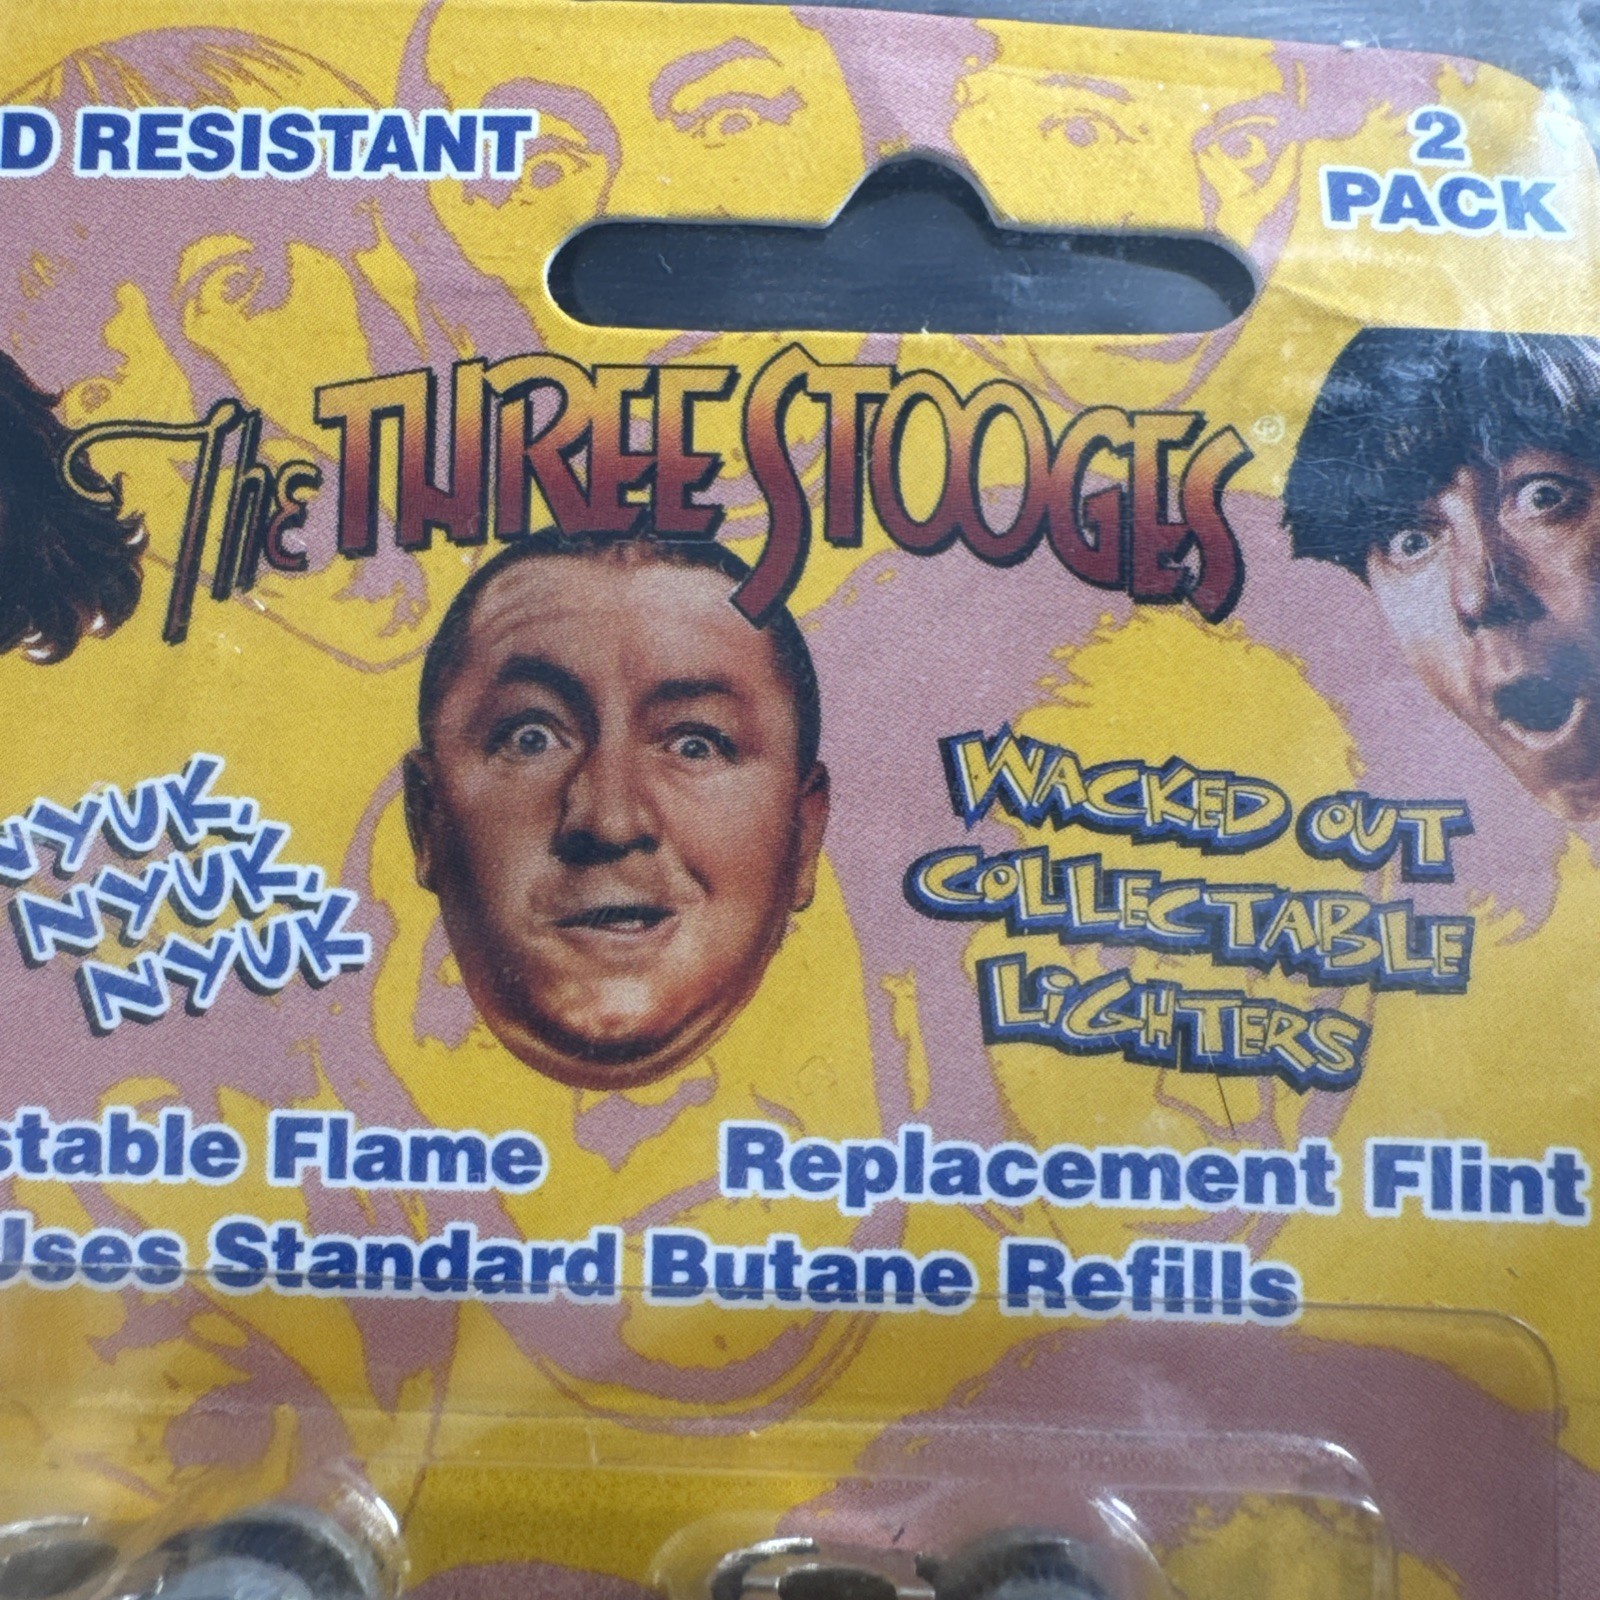 D RESISTANT
2
PACK
The THREE STOOGES®
NYUK,
NYUK,
NYUK
WACKED OUT
COLLECTABLE
LIGHTERS
stable Flame
Replacement Flint
Uses Standard Butane Refills